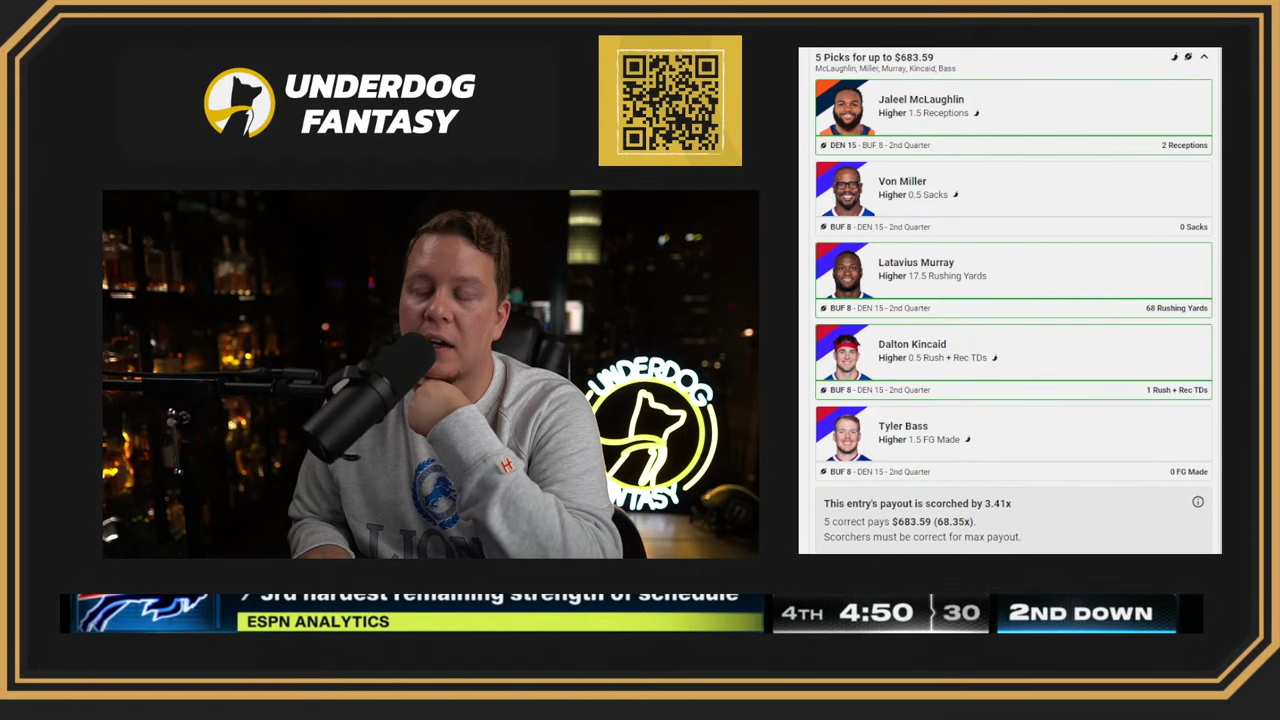 UNDERDOG
FANTASY
5 Picks for up to $683.59
McLaughlin, Miller, Murray, Kincaid, Bass
Jaleel McLaughlin
Higher 1.5 Receptions
DEN 15 - BUF 8 - 2nd Quarter
2 Receptions
Von Miller
Higher 0.5 Sacks
BUF 8 - DEN 15 - 2nd Quarter
0 Sacks
Latavius Murray
Higher 17.5 Rushing Yards
BUF 8 - DEN 15 - 2nd Quarter
68 Rushing Yards
Dalton Kincaid
Higher 0.5 Rush + Rec TDs
BUF 8 - DEN 15 - 2nd Quarter
1 Rush + Rec TDs
Tyler Bass
Higher 1.5 FG Made
BUF 8 - DEN 15 - 2nd Quarter
0 FG Made
This entry's payout is scorched by 3.41x
5 correct pays $683.59 (68.35x).
Scorchers must be correct for max payout.
UNDERDOG
H
3rd hardest remaining strength of schedule
ESPN ANALYTICS
4TH 4:50 30
2ND DOWN